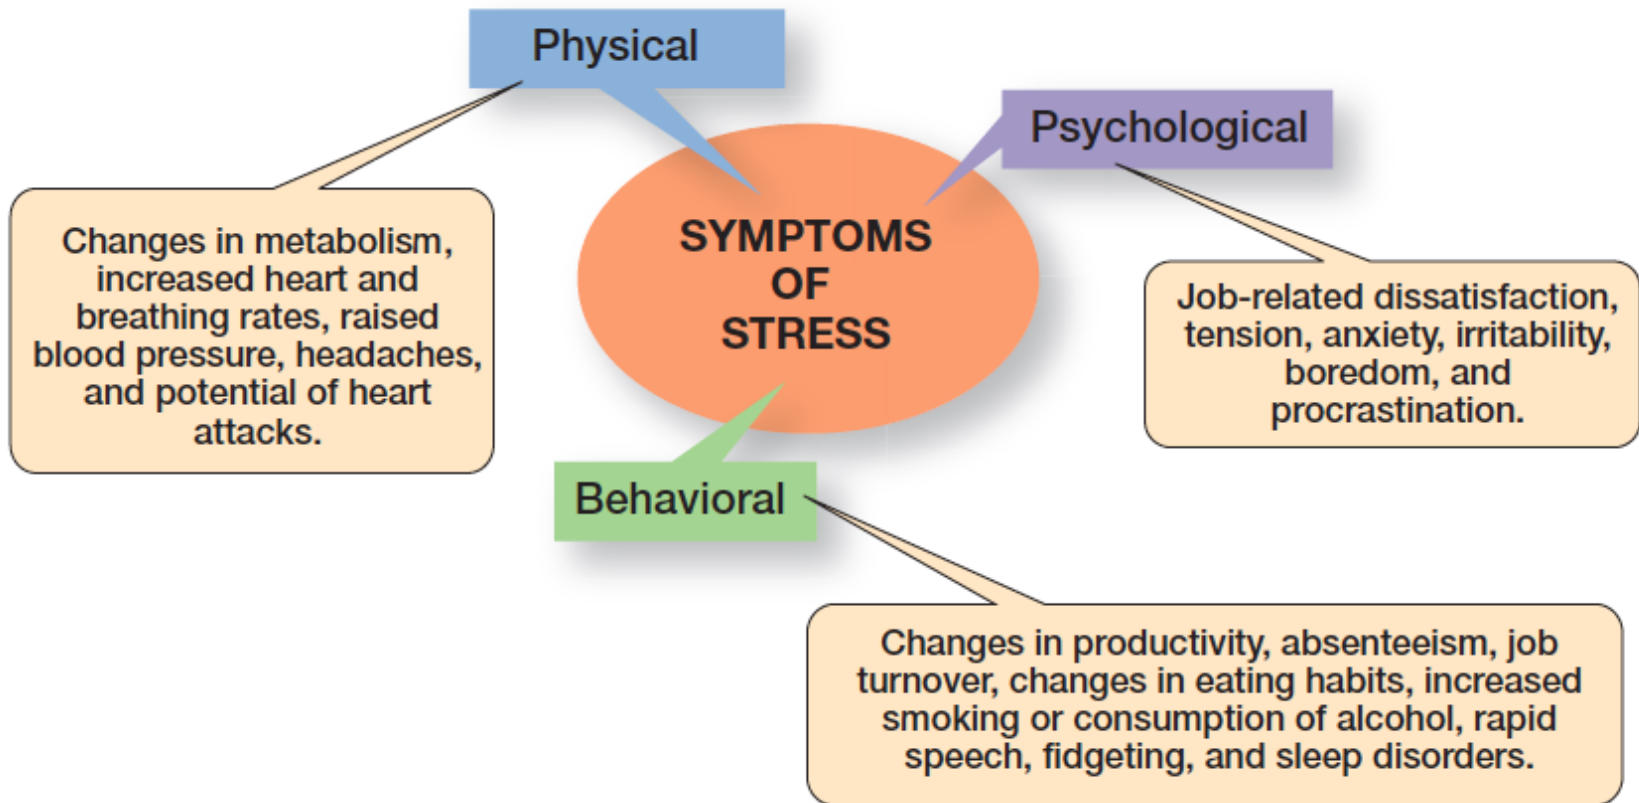 Physical
Psychological
SYMPTOMS
OF
STRESS
Changes in metabolism,
increased heart and
breathing rates, raised
blood pressure, headaches,
and potential of heart
attacks.
Job-related dissatisfaction,
tension, anxiety, irritability,
boredom, and
procrastination.
Behavioral
Changes in productivity, absenteeism, job
turnover, changes in eating habits, increased
smoking or consumption of alcohol, rapid
speech, fidgeting, and sleep disorders.